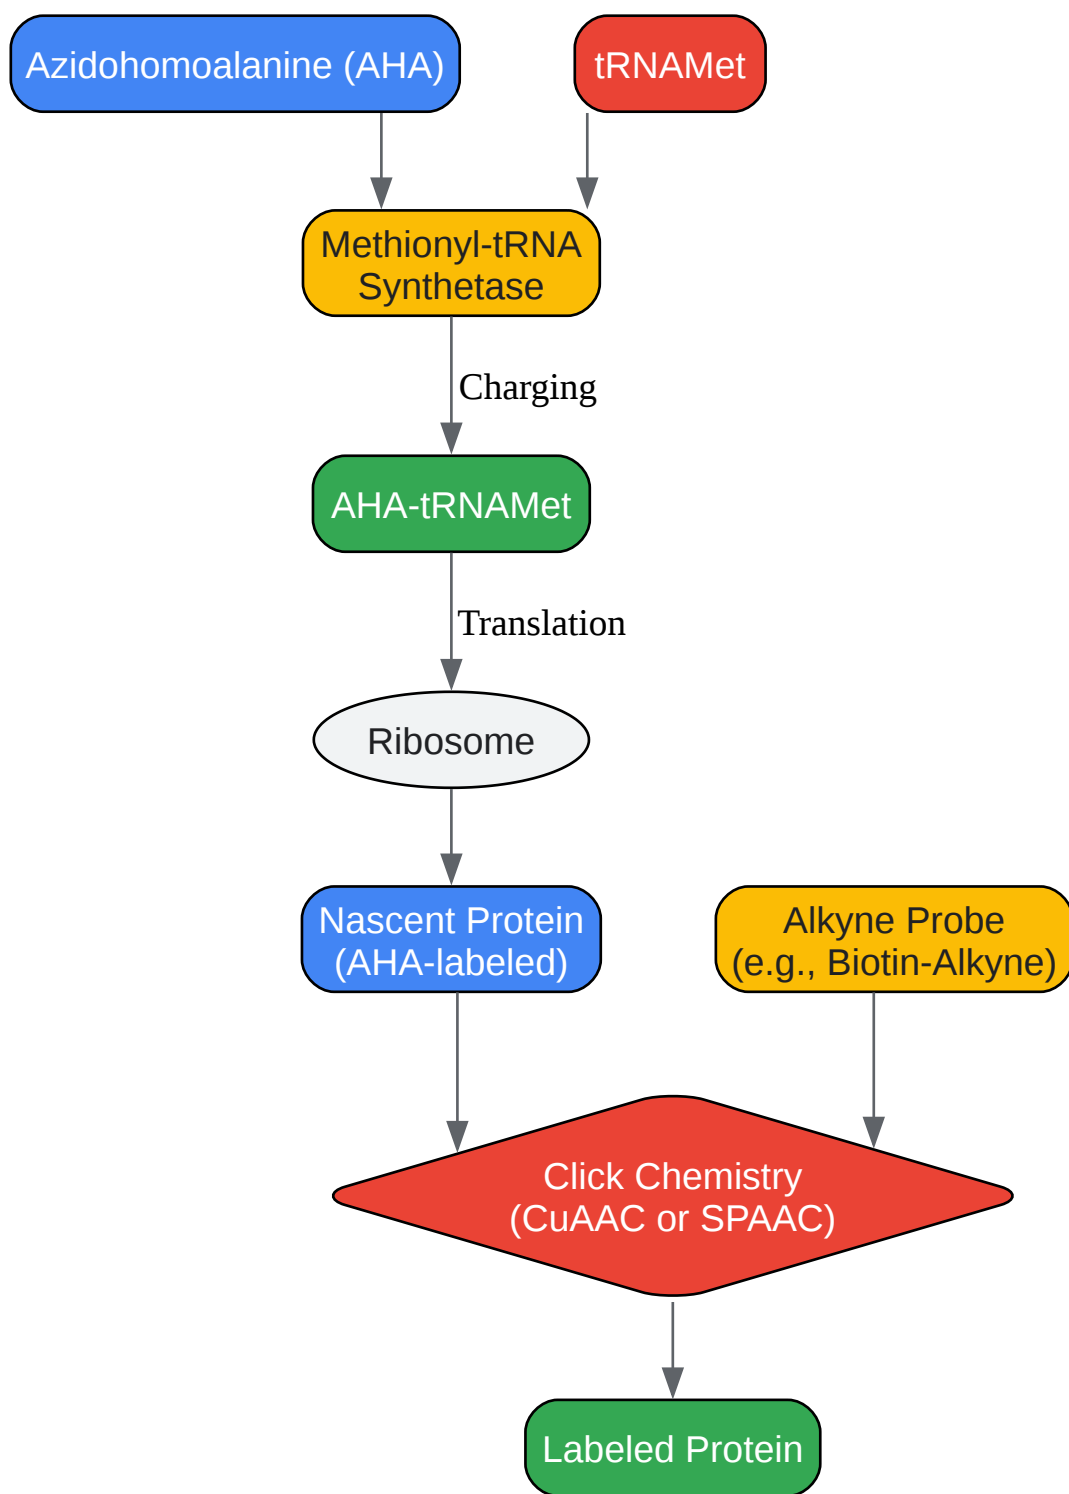 Azidohomoalanine (AHA)
tRNAMet
Methionyl-tRNA
Synthetase
Charging
AHA-tRNAMet
Translation
Ribosome
Nascent Protein
(AHA-labeled)
Alkyne Probe
(e.g., Biotin-Alkyne)
Click Chemistry
(CuAAC or SPAAC)
Labeled Protein